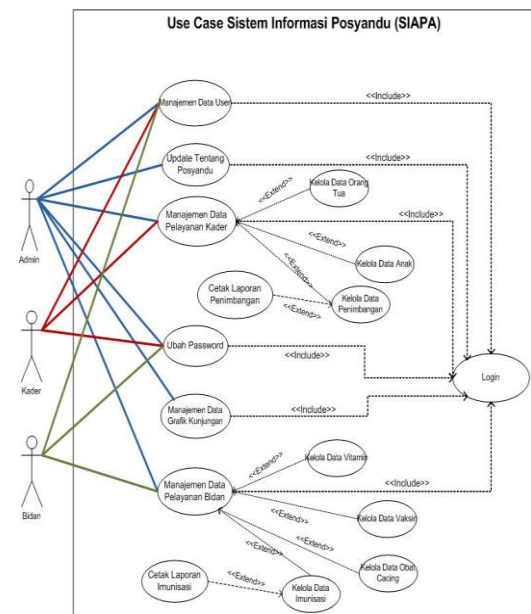 Use Case Sistem Informasi Posyandu (SIAPA)
Manajemen Data User
<<Include>>
Update Tentang
Posyandu
<<Include>>
Kelola Data Orang
Tua
<<Extend>>
Manajemen Data
Pelayanan Kader
<<Include>>
<<Extend>>
Kelola Data Anak
<<Extend>>
Admin
Cetak Laporan
Penimbangan
Kelola Data
Penimbangan
<<Extend>>
Ubah Password
<<Include>>
Login
Kader
Manajemen Data
Grafik Kunjungan
<<Include>>
Kelola Data Vitamin
<<Extend>>
Bidan
Manajemen Data
Pelayanan Bidan
<<Include>>
<<Extend>>
Kelola Data Vaksin
<<Extend>>
Kelola Data Obat
Cacing
<<Extend>>
Cetak Laporan
Imunisasi
<<Extend>>
Kelola Data
Imunisasi